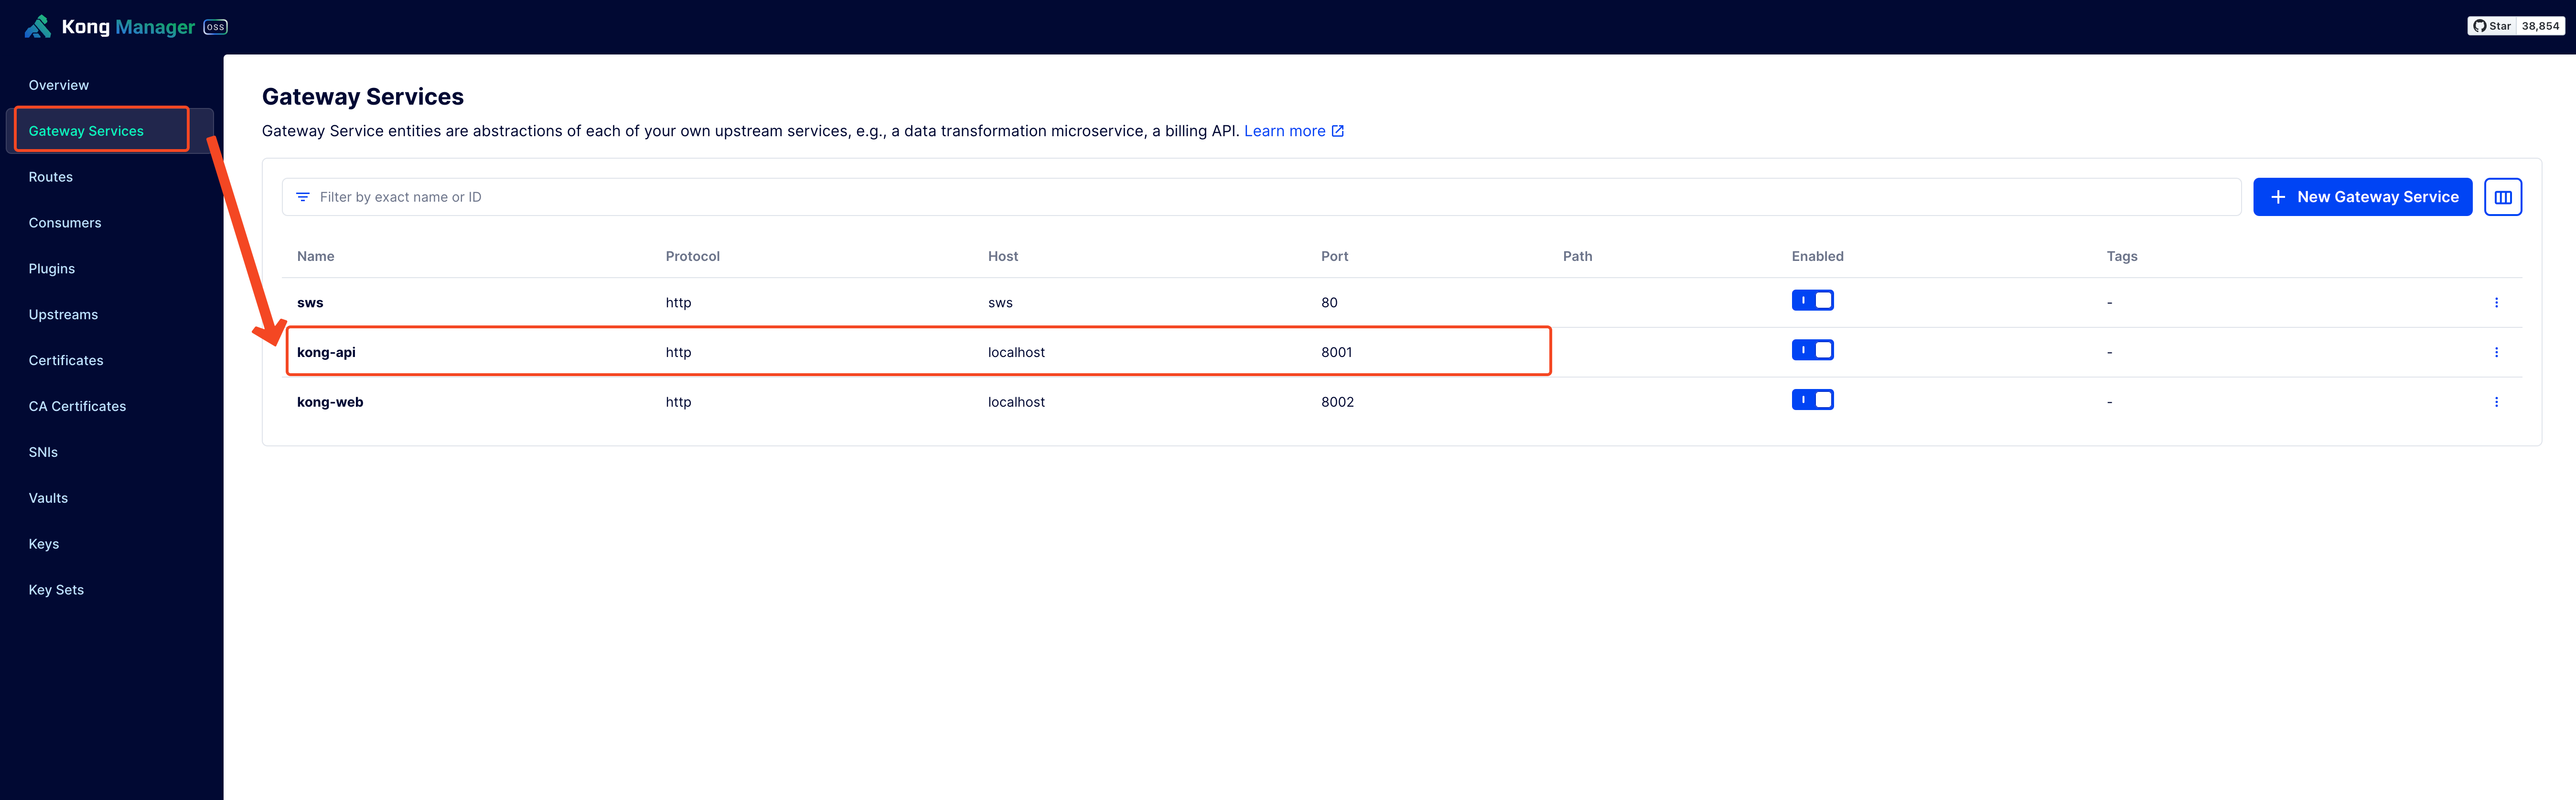 Kong Manager OSS
Star 38,854
Overview
Gateway Services
Routes
Consumers
Plugins
Upstreams
Certificates
CA Certificates
SNIs
Vaults
Keys
Key Sets
Gateway Services
Gateway Service entities are abstractions of each of your own upstream services, e.g., a data transformation microservice, a billing API. Learn more
Filter by exact name or ID
New Gateway Service
Name Protocol Host Port Path Enabled Tags
sws http sws 80 -
kong-api http localhost 8001 -
kong-web http localhost 8002 -